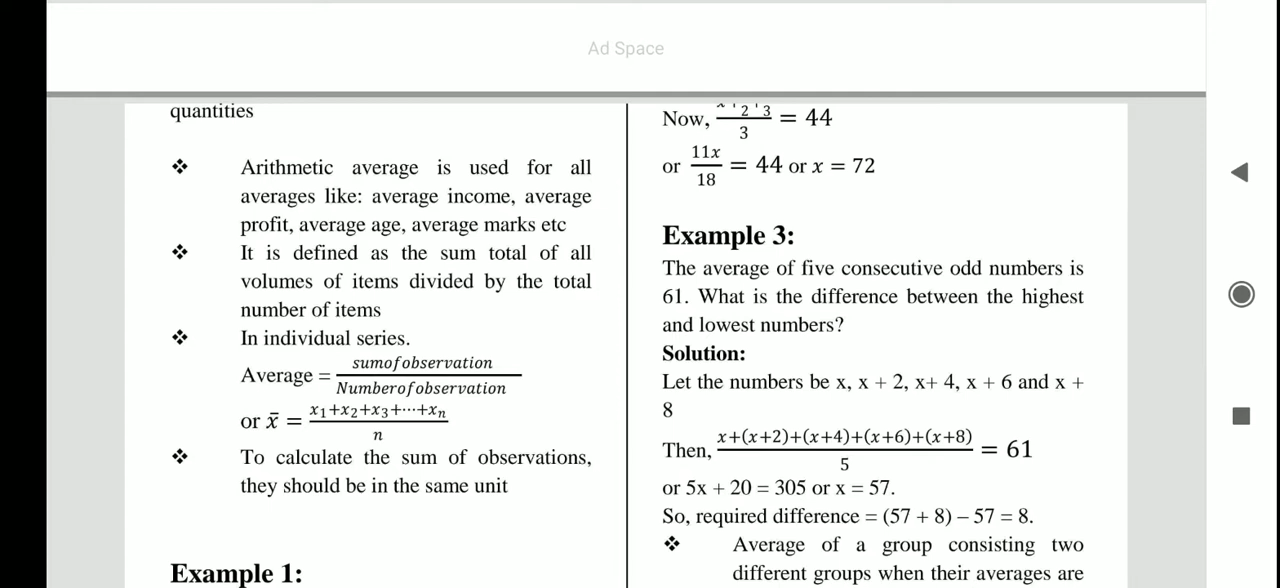 Ad Space
quantities
❖ Arithmetic average is used for all
averages like: average income, average
profit, average age, average marks etc
❖ It is defined as the sum total of all
volumes of items divided by the total
number of items
❖ In individual series.
Average = sumofobservation / Numberofobservation
or x̄ = x₁+x₂+x₃+⋯+xₙ / n
❖ To calculate the sum of observations,
they should be in the same unit
Example 1:
Now, 2 3 / 3 = 44
or 11x / 18 = 44 or x = 72
Example 3:
The average of five consecutive odd numbers is
61. What is the difference between the highest
and lowest numbers?
Solution:
Let the numbers be x, x + 2, x+ 4, x + 6 and x +
8
Then, x+(x+2)+(x+4)+(x+6)+(x+8) / 5 = 61
or 5x + 20 = 305 or x = 57.
So, required difference = (57 + 8) – 57 = 8.
❖ Average of a group consisting two
different groups when their averages are